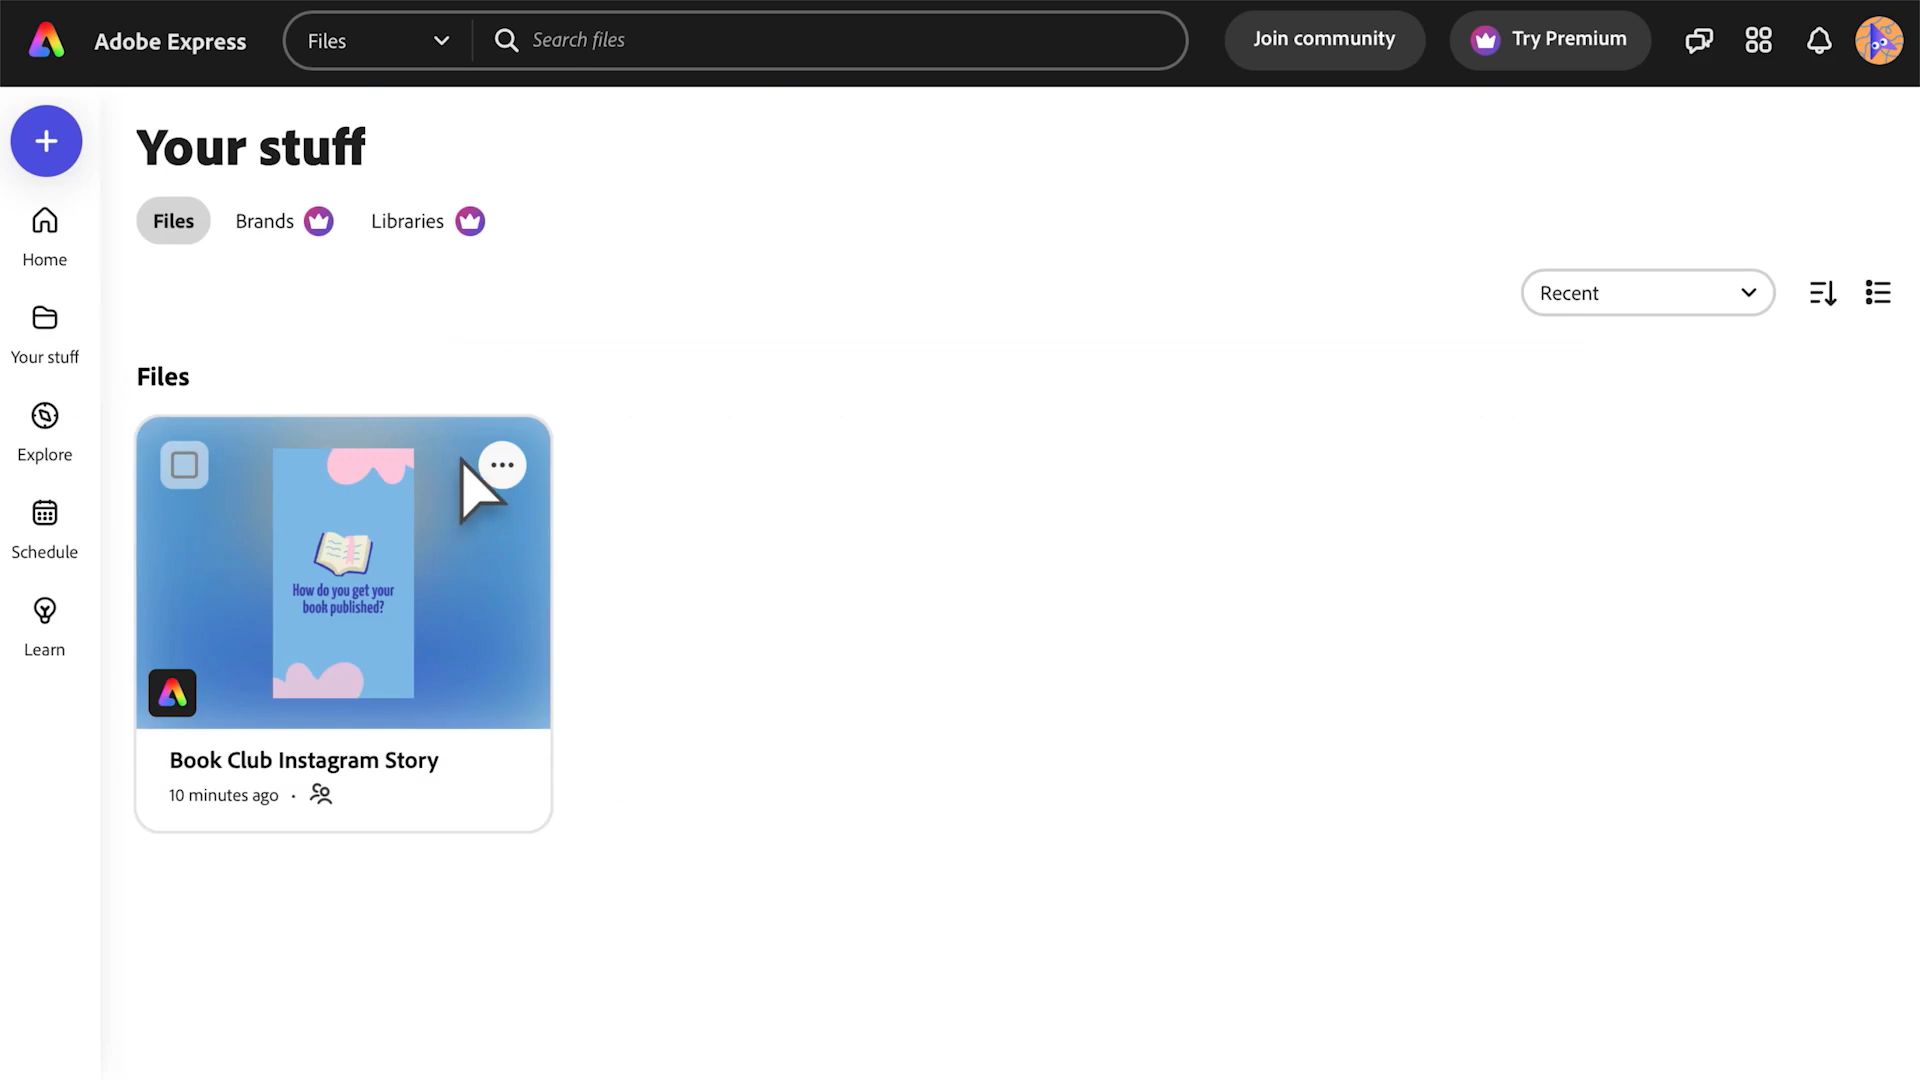 Adobe Express
Files
Search files
Join community
Try Premium
Your stuff
Files
Brands
Libraries
Home
Your stuff
Explore
Schedule
Learn
Recent
Files
How do you get your
book published?
Book Club Instagram Story
10 minutes ago ·